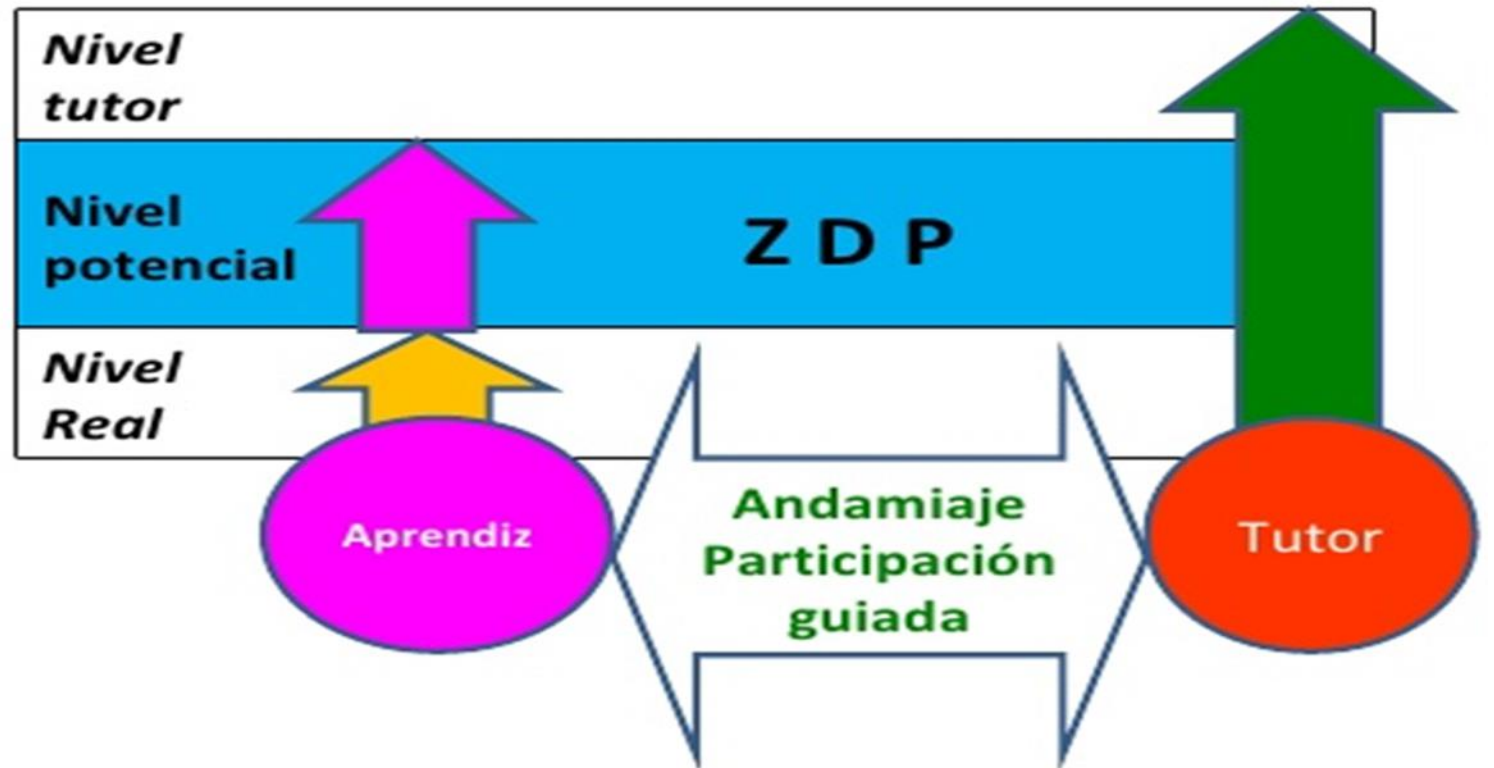 Nivel
tutor
Nivel
potencial
Z D P
Nivel
Real
Aprendiz
Andamiaje
Participación
guiada
Tutor